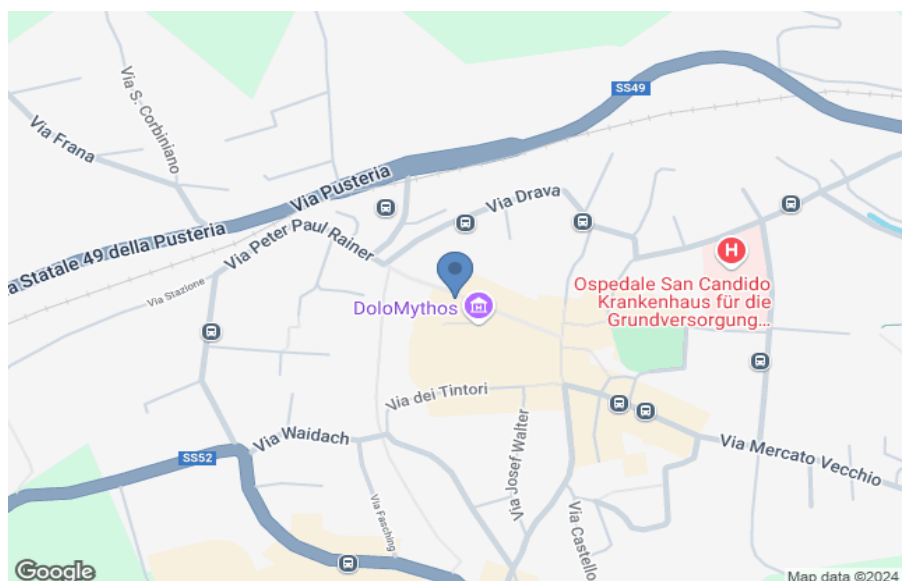 SS49
Via S. Corbiniano
Via Frana
Via Pusteria
Via Drava
a Statale 49 della Pusteria
Via Peter Paul Rainer
H
Via Stazione
Ospedale San Candido
Krankenhaus für die
Grundversorgung...
DoloMythos
Via dei Tintori
Via Waidach
Via Josef Walter
Via Mercato Vecchio
SS52
Via Fasching
Via Castello
Google
Map data ©2024